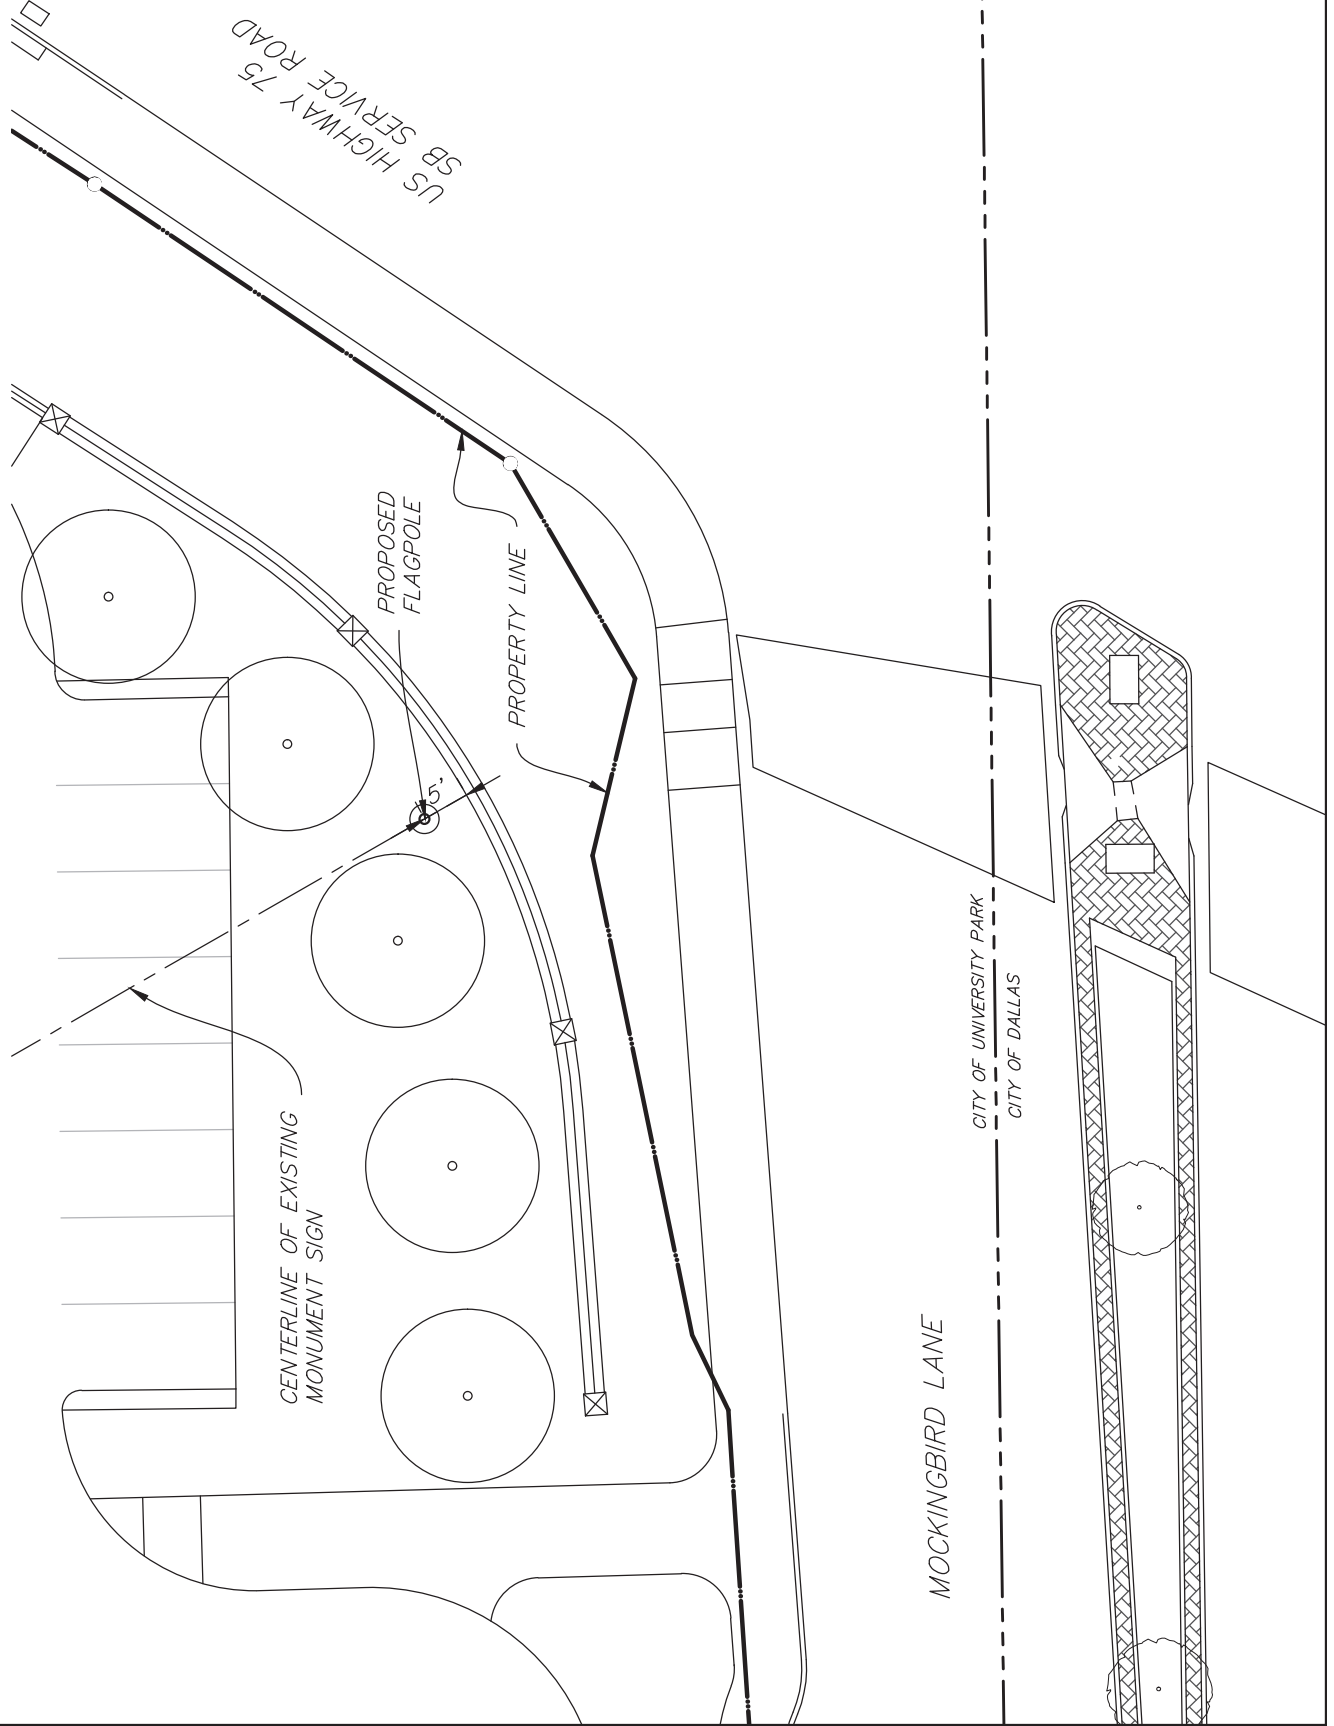 US HIGHWAY 75
SB SERVICE ROAD
PROPOSED
FLAGPOLE
PROPERTY LINE
5'
CENTERLINE OF EXISTING
MONUMENT SIGN
CITY OF UNIVERSITY PARK
CITY OF DALLAS
MOCKINGBIRD LANE